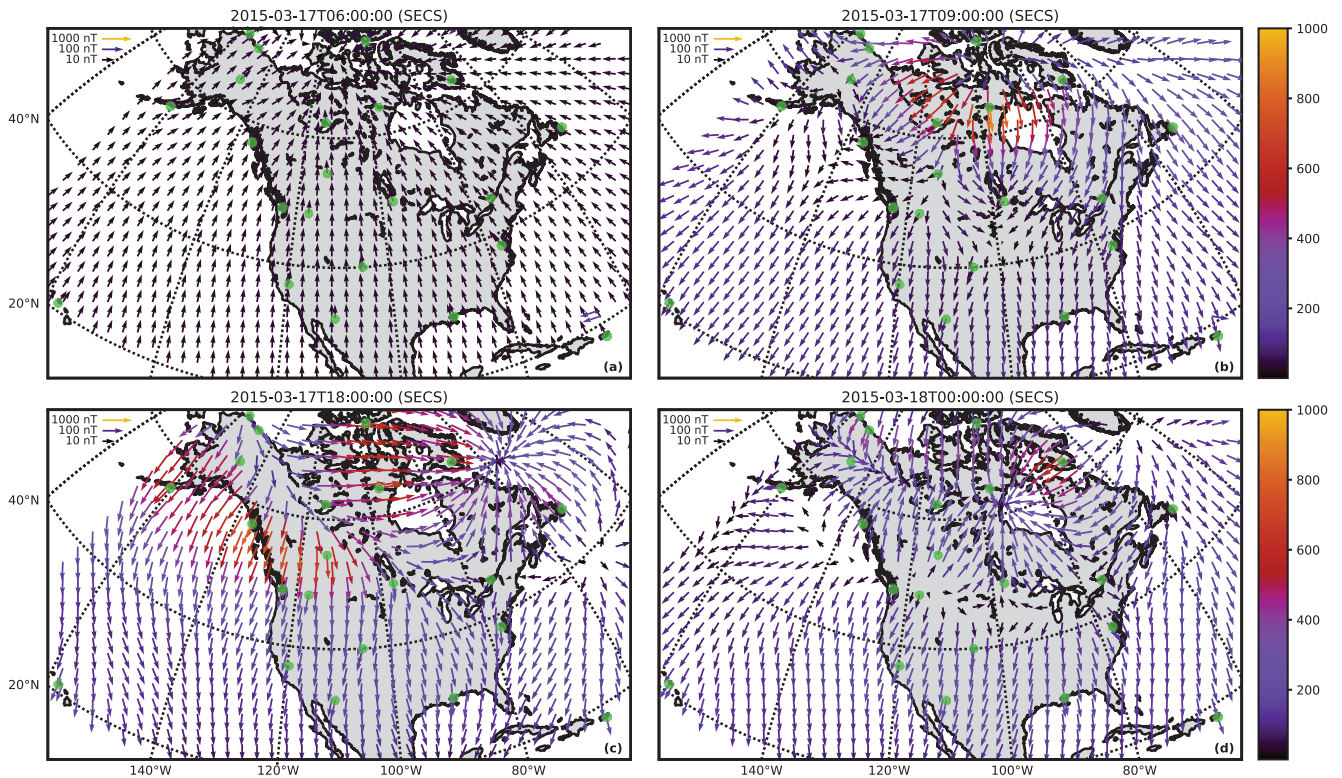 2015-03-17T06:00:00 (SECS)
1000 nT
100 nT
10 nT
40°N
20°N
(a)
2015-03-17T09:00:00 (SECS)
1000 nT
100 nT
10 nT
(b)
1000
800
600
400
200
2015-03-17T18:00:00 (SECS)
1000 nT
100 nT
10 nT
40°N
20°N
(c)
140°W
120°W
100°W
80°W
2015-03-18T00:00:00 (SECS)
1000 nT
100 nT
10 nT
(d)
140°W
120°W
100°W
80°W
1000
800
600
400
200